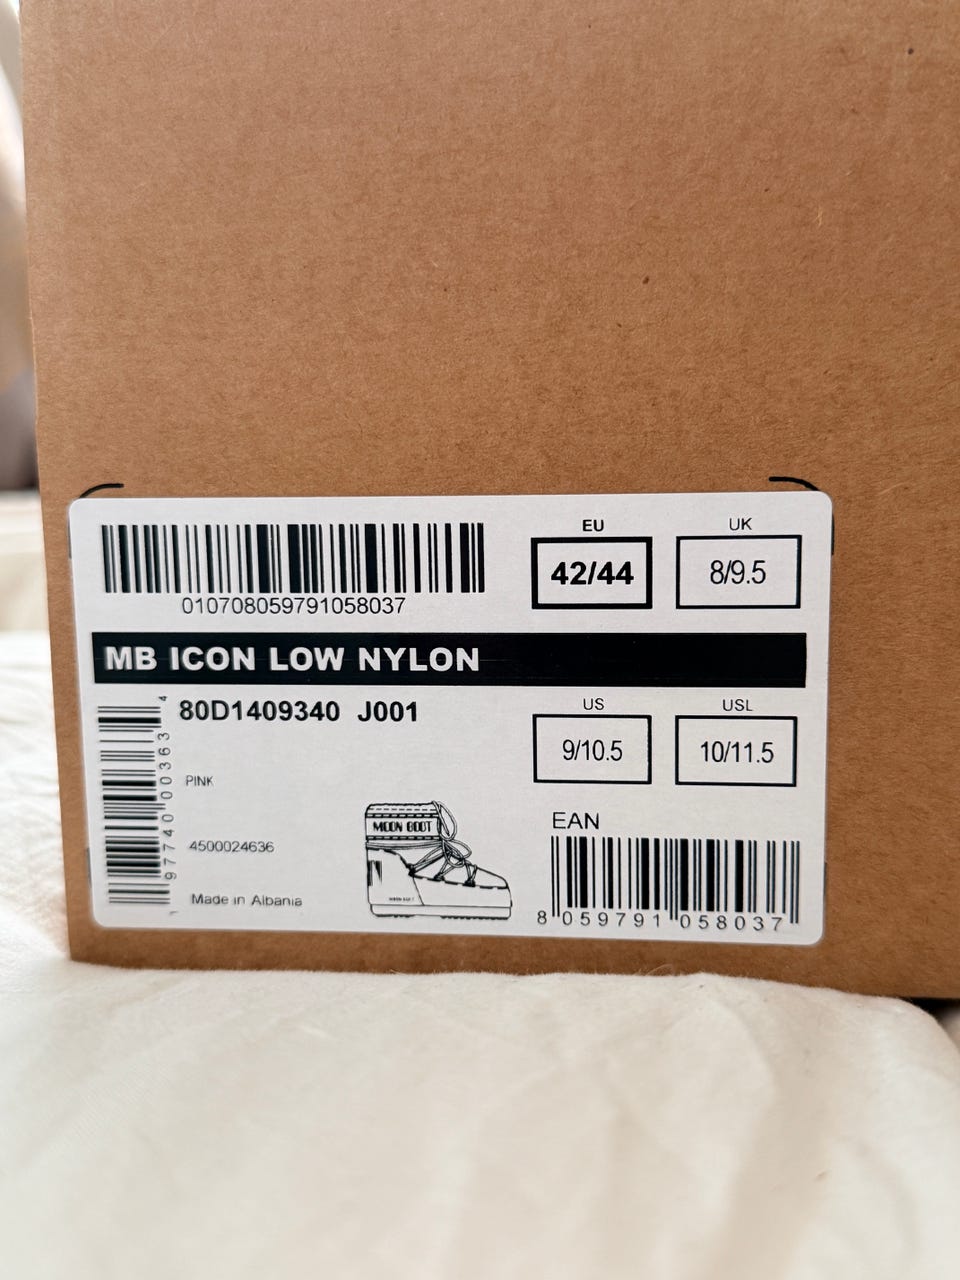 010708059791058037
EU
42/44
UK
8/9.5
MB ICON LOW NYLON
80D1409340 J001
US
9/10.5
USL
10/11.5
PINK
4500024636
Made in Albania
MOON BOOT
EAN
8 059791 058037